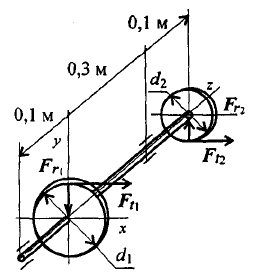 0,1 м
0,3 м
0,1 м
y
d₂
z
Fr₂
Fr₁
Ft₂
Ft₁
x
d₁